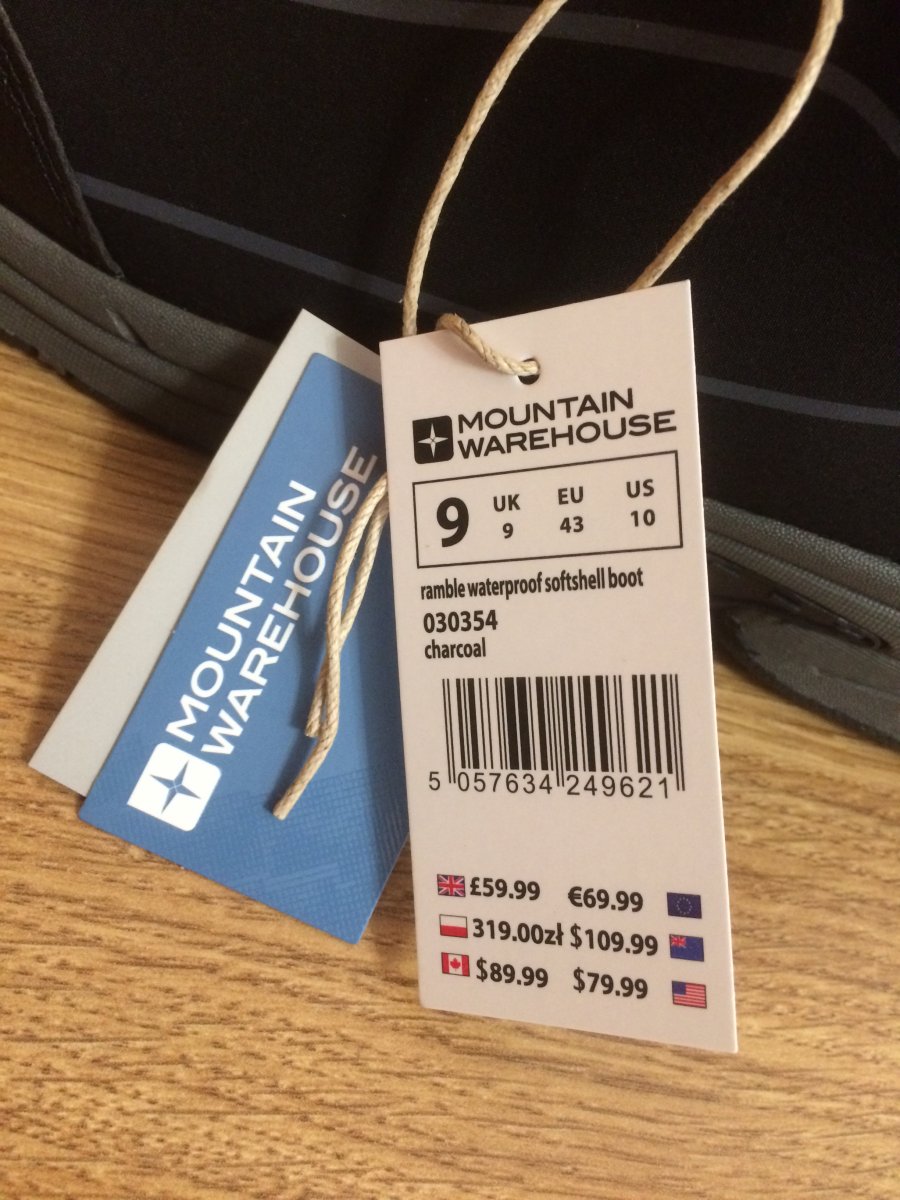 MOUNTAIN
WAREHOUSE
MOUNTAIN
WAREHOUSE
9 UK EU US
9 43 10
ramble waterproof softshell boot
030354
charcoal
5 057634 249621
£59.99 €69.99
319.00zł $109.99
$89.99 $79.99